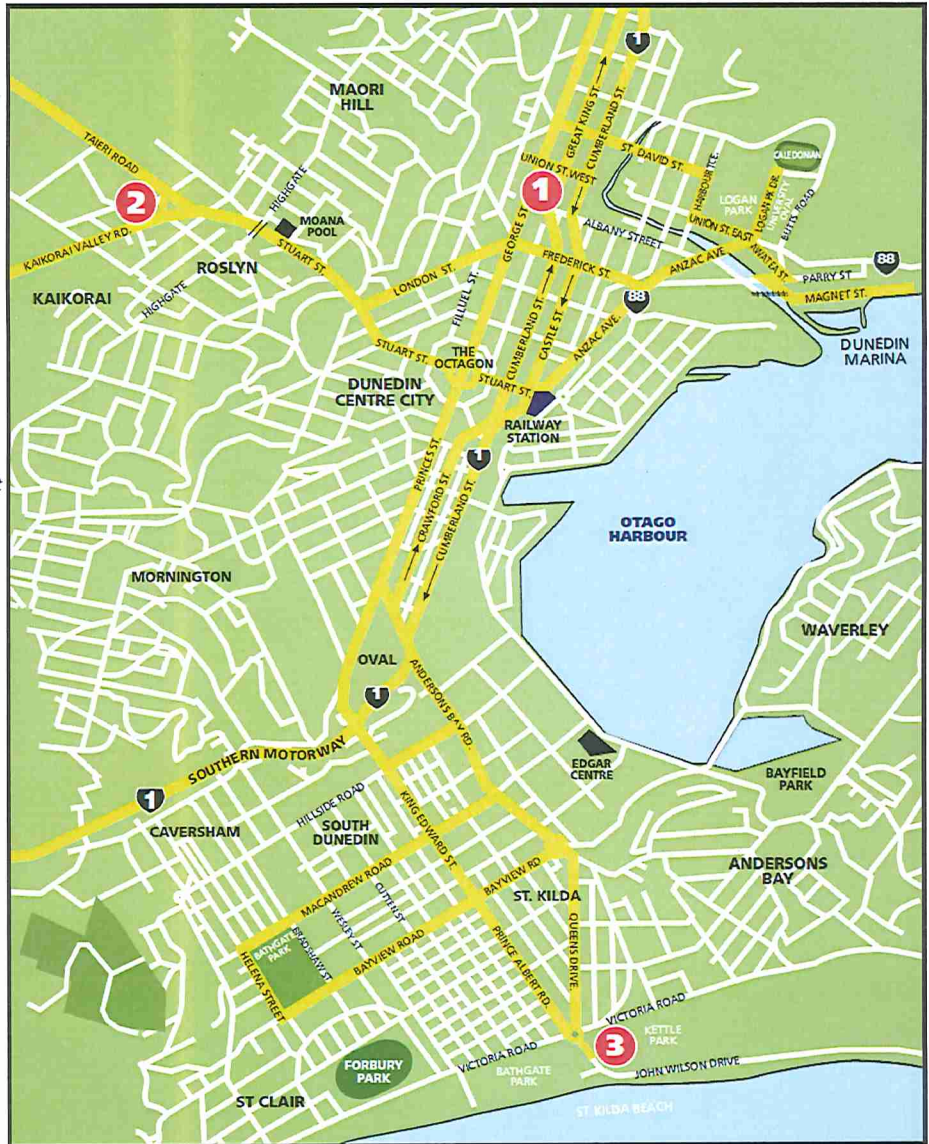 1
MAORI
HILL
GREAT KING ST.
CUMBERLAND ST.
ST. DAVID ST.
TAIERI ROAD
UNION ST. WEST
HARBOUR TCE.
CALEDONIAN
HIGHGATE
2
1
LOGAN
PARK
LOGAN PK DR.
UNIVERSITY
OVAL
BUTTS ROAD
MOANA
POOL
ALBANY STREET
UNION ST. EAST
KAIKORAI VALLEY RD.
STUART ST.
GEORGE ST.
FREDERICK ST.
ANZAC AVE
88
ROSLYN
LONDON ST.
PARRY ST
MAGNET ST.
KAIKORAI
HIGHGATE
FILLUEL ST.
88
CUMBERLAND ST.
CASTLE ST.
ANZAC AVE.
DUNEDIN
MARINA
STUART ST.
THE
OCTAGON
STUART ST.
DUNEDIN
CENTRE CITY
RAILWAY
STATION
PRINCES ST.
1
CRAWFORD ST.
CUMBERLAND ST.
OTAGO
HARBOUR
MORNINGTON
WAVERLEY
OVAL
1
ANDERSONS BAY RD.
SOUTHERN MOTORWAY
EDGAR
CENTRE
BAYFIELD
PARK
1
HILLSIDE ROAD
KING EDWARD ST.
CAVERSHAM
SOUTH
DUNEDIN
ANDERSONS
BAY
MACANDREW ROAD
BAYVIEW RD
ST. KILDA
CUTTEN ST
WESLEY ST
BRADSHAW ST
BATHGATE
PARK
BAYVIEW ROAD
PRINCE ALBERT RD.
QUEENS DRIVE
HELENA STREET
VICTORIA ROAD
KETTLE
PARK
3
FORBURY
PARK
VICTORIA ROAD
BATHGATE
PARK
JOHN WILSON DRIVE
ST CLAIR
ST KILDA BEACH